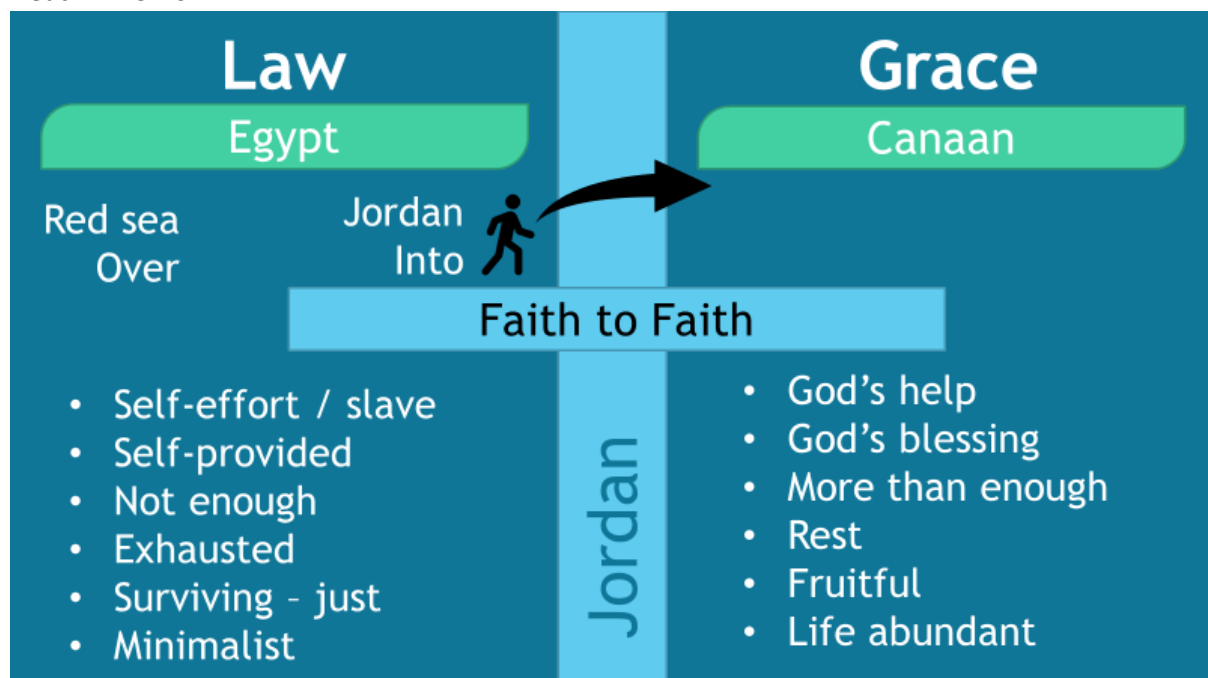 Law
Egypt
Red sea
Over
Jordan
Into
Grace
Canaan
Faith to Faith
• Self-effort / slave
• Self-provided
• Not enough
• Exhausted
• Surviving – just
• Minimalist
Jordan
• God’s help
• God’s blessing
• More than enough
• Rest
• Fruitful
• Life abundant